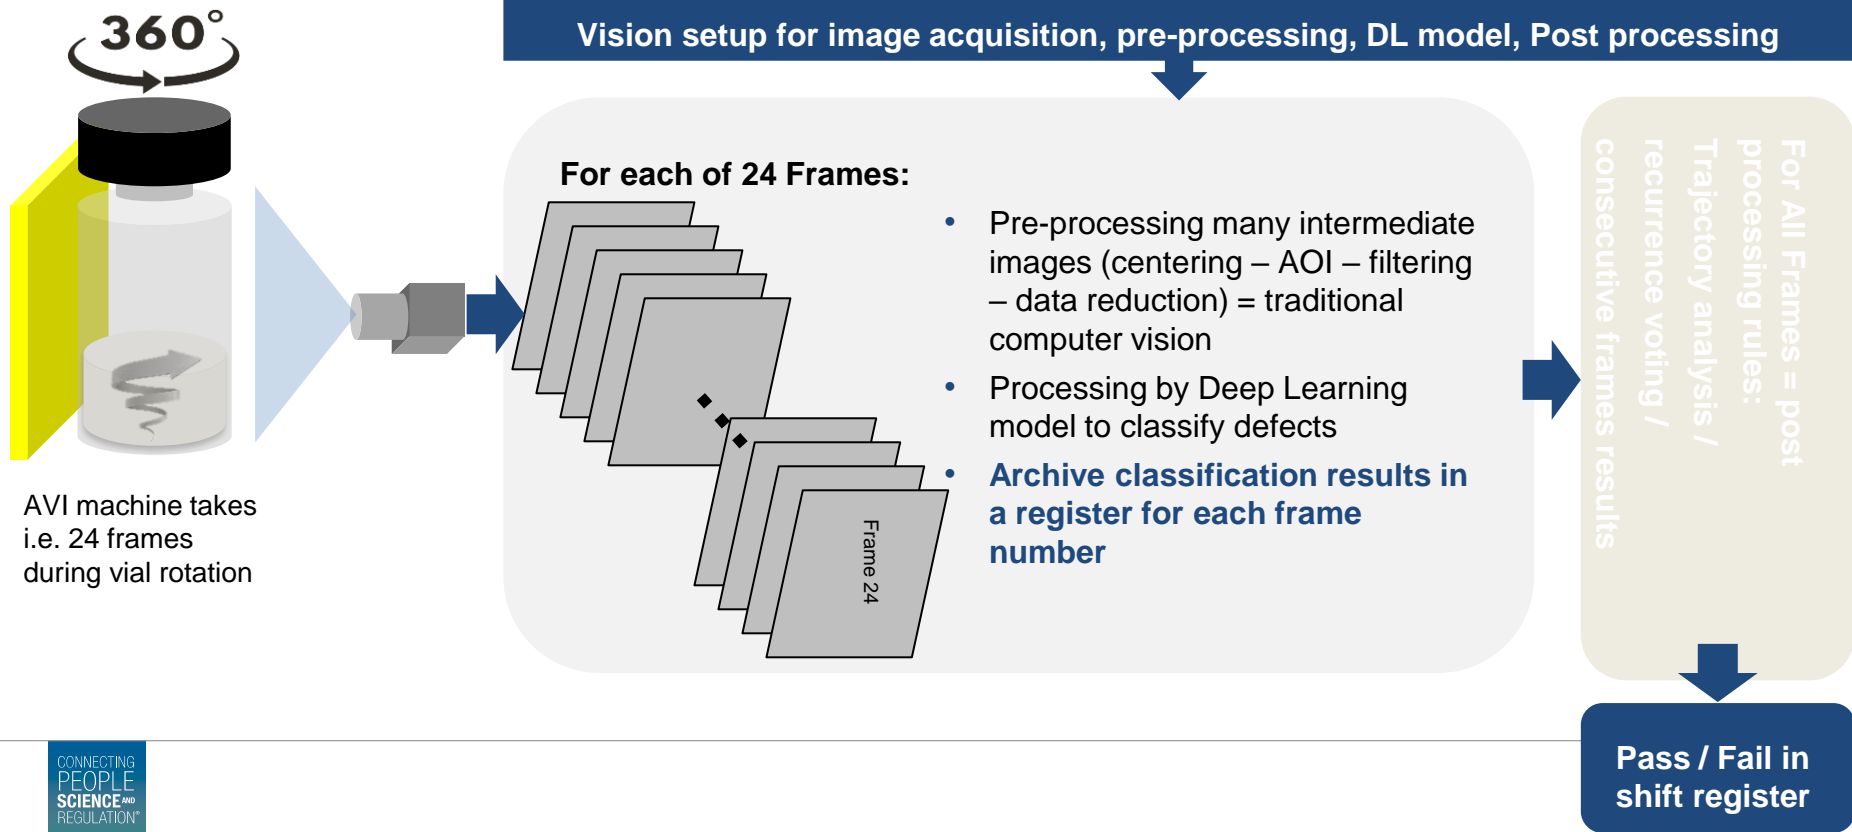 360°
Vision setup for image acquisition, pre-processing, DL model, Post processing
For each of 24 Frames:
• Pre-processing many intermediate
images (centering – AOI – filtering
– data reduction) = traditional
computer vision
• Processing by Deep Learning
model to classify defects
• Archive classification results in
a register for each frame
number
Frame 24
AVI machine takes
i.e. 24 frames
during vial rotation
For All Frames = post
processing rules:
Trajectory analysis /
recurrence voting /
consecutive frames results
Pass / Fail in
shift register
CONNECTING
PEOPLE
SCIENCE AND
REGULATION®